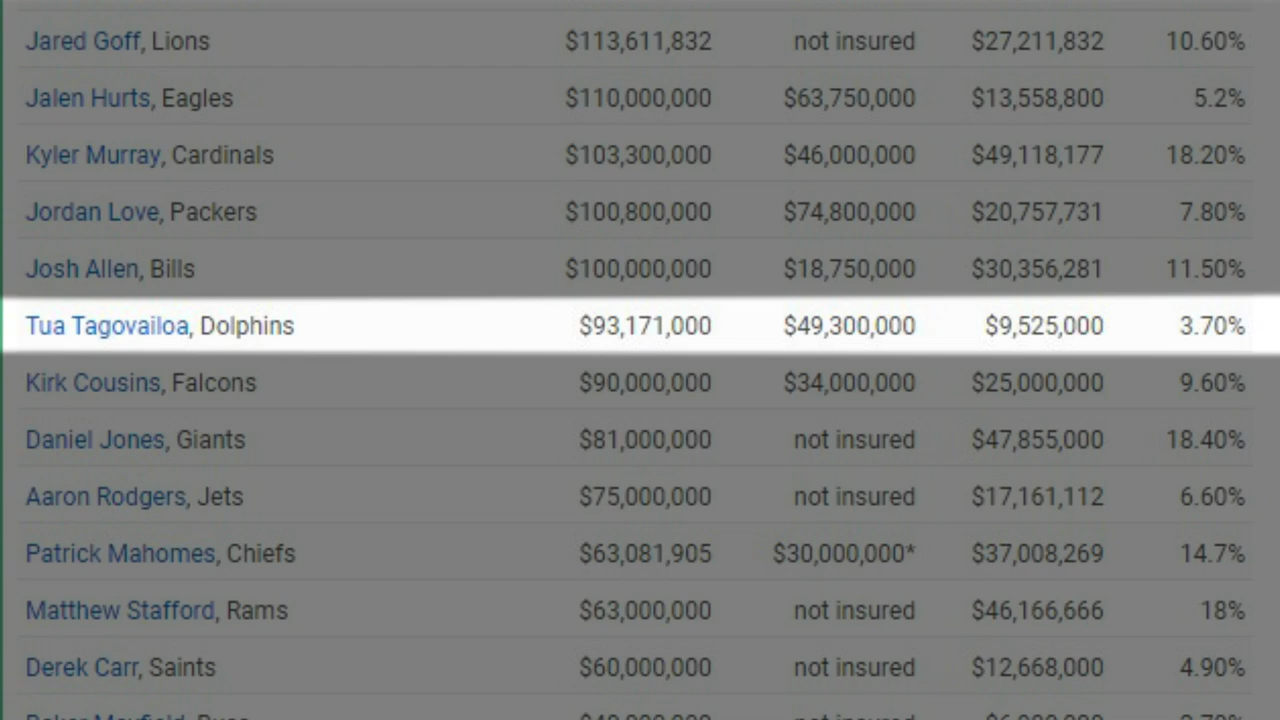 Jared Goff, Lions $113,611,832 not insured $27,211,832 10.60%
Jalen Hurts, Eagles $110,000,000 $63,750,000 $13,558,800 5.2%
Kyler Murray, Cardinals $103,300,000 $46,000,000 $49,118,177 18.20%
Jordan Love, Packers $100,800,000 $74,800,000 $20,757,731 7.80%
Josh Allen, Bills $100,000,000 $18,750,000 $30,356,281 11.50%
Tua Tagovailoa, Dolphins $93,171,000 $49,300,000 $9,525,000 3.70%
Kirk Cousins, Falcons $90,000,000 $34,000,000 $25,000,000 9.60%
Daniel Jones, Giants $81,000,000 not insured $47,855,000 18.40%
Aaron Rodgers, Jets $75,000,000 not insured $17,161,112 6.60%
Patrick Mahomes, Chiefs $63,081,905 $30,000,000* $37,008,269 14.7%
Matthew Stafford, Rams $63,000,000 not insured $46,166,666 18%
Derek Carr, Saints $60,000,000 not insured $12,668,000 4.90%